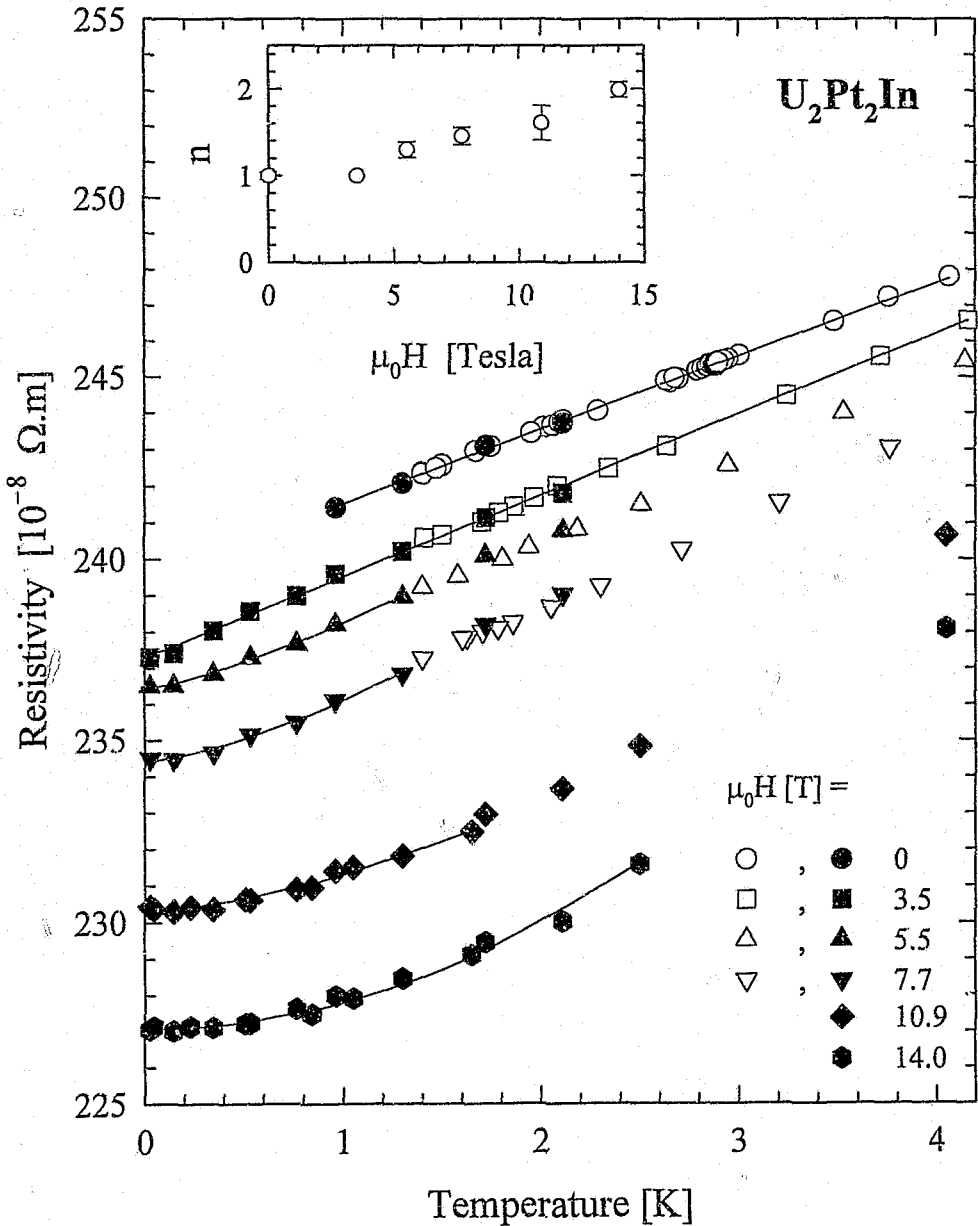 255
250
245
240
235
230
225
Resistivity [10⁻⁸ Ω.m]
0 1 2 3 4
Temperature [K]
U₂Pt₂In
n
2
1
0
0 5 10 15
μ₀H [Tesla]
μ₀H [T] =
, 0
, 3.5
, 5.5
, 7.7
10.9
14.0